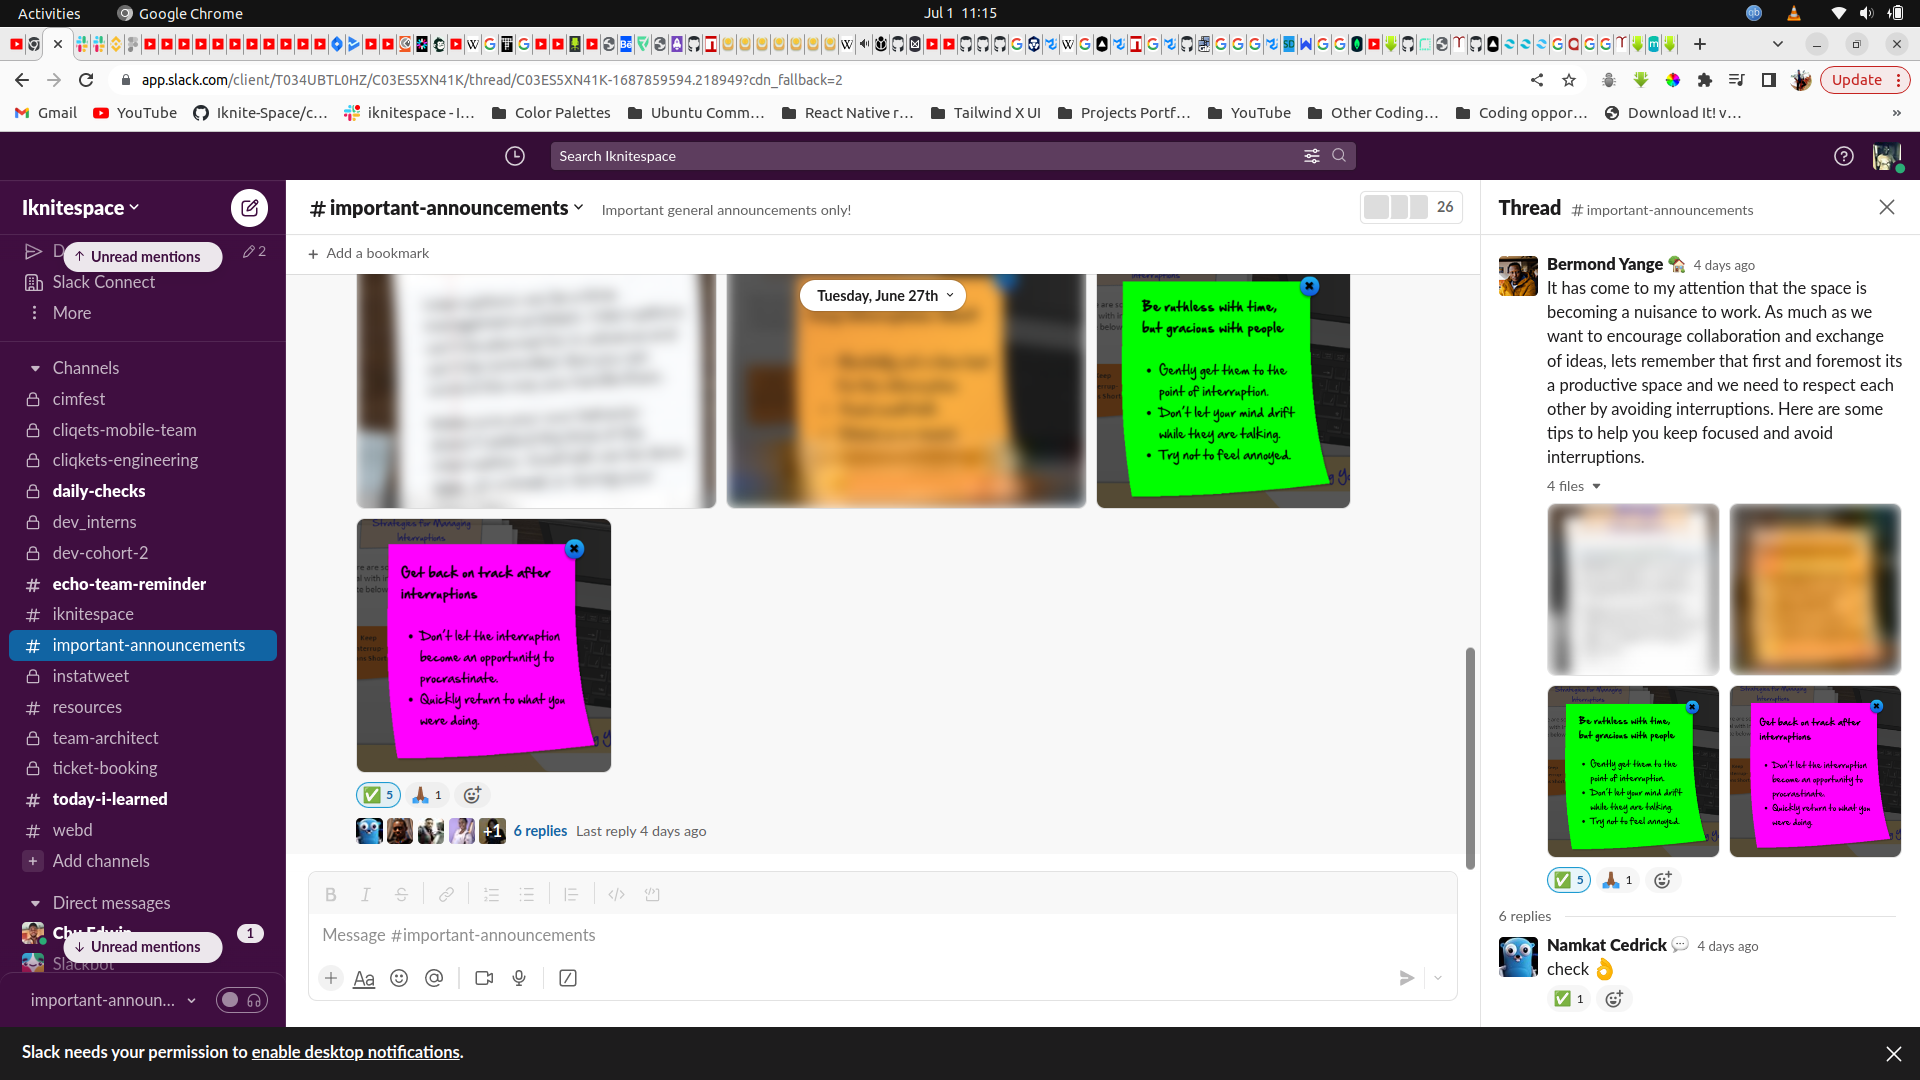 Activities
Google Chrome
Jul 1 11:15
app.slack.com/client/T034UBTL0HZ/C03ES5XN41K/thread/C03ES5XN41K-1687859594.218949?cdn_fallback=2
Update
Gmail
YouTube
Iknite-Space/c...
iknitespace - I...
Color Palettes
Ubuntu Comm...
React Native r...
Tailwind X UI
Projects Portf...
YouTube
Other Coding...
Coding oppor...
Download It! v...
»
Search Iknitespace
Iknitespace
2
↑ Unread mentions
Slack Connect
More
Channels
cimfest
cliqets-mobile-team
cliqkets-engineering
daily-checks
dev_interns
dev-cohort-2
# echo-team-reminder
# iknitespace
# important-announcements
instatweet
# resources
team-architect
ticket-booking
# today-i-learned
# webd
+ Add channels
Direct messages
Chu Edwin
1
↓ Unread mentions
Slackbot
important-announ...
# important-announcements
Important general announcements only!
26
+ Add a bookmark
Tuesday, June 27th
Be ruthless with time,
but gracious with people
• Gently get them to the
point of interruption.
• Don't let your mind drift
while they are talking.
• Try not to feel annoyed.
Strategies for Managing
Interruptions
Get back on track after
interruptions
• Don't let the interruption
become an opportunity to
procrastinate.
• Quickly return to what you
were doing.
5
1
+1
6 replies
Last reply 4 days ago
B I S
Message #important-announcements
+ Aa @
Thread
# important-announcements
Bermond Yange
4 days ago
It has come to my attention that the space is
becoming a nuisance to work. As much as we
want to encourage collaboration and exchange
of ideas, lets remember that first and foremost its
a productive space and we need to respect each
other by avoiding interruptions. Here are some
tips to help you keep focused and avoid
interruptions.
4 files
Strategies for Managing
Interruptions
Be ruthless with time,
but gracious with people
• Gently get them to the
point of interruption.
• Don't let your mind drift
while they are talking.
• Try not to feel annoyed.
Strategies for Managing
Interruptions
Get back on track after
interruptions
• Don't let the interruption
become an opportunity to
procrastinate.
• Quickly return to what you
were doing.
5
1
6 replies
Namkat Cedrick
4 days ago
check
1
Slack needs your permission to enable desktop notifications.